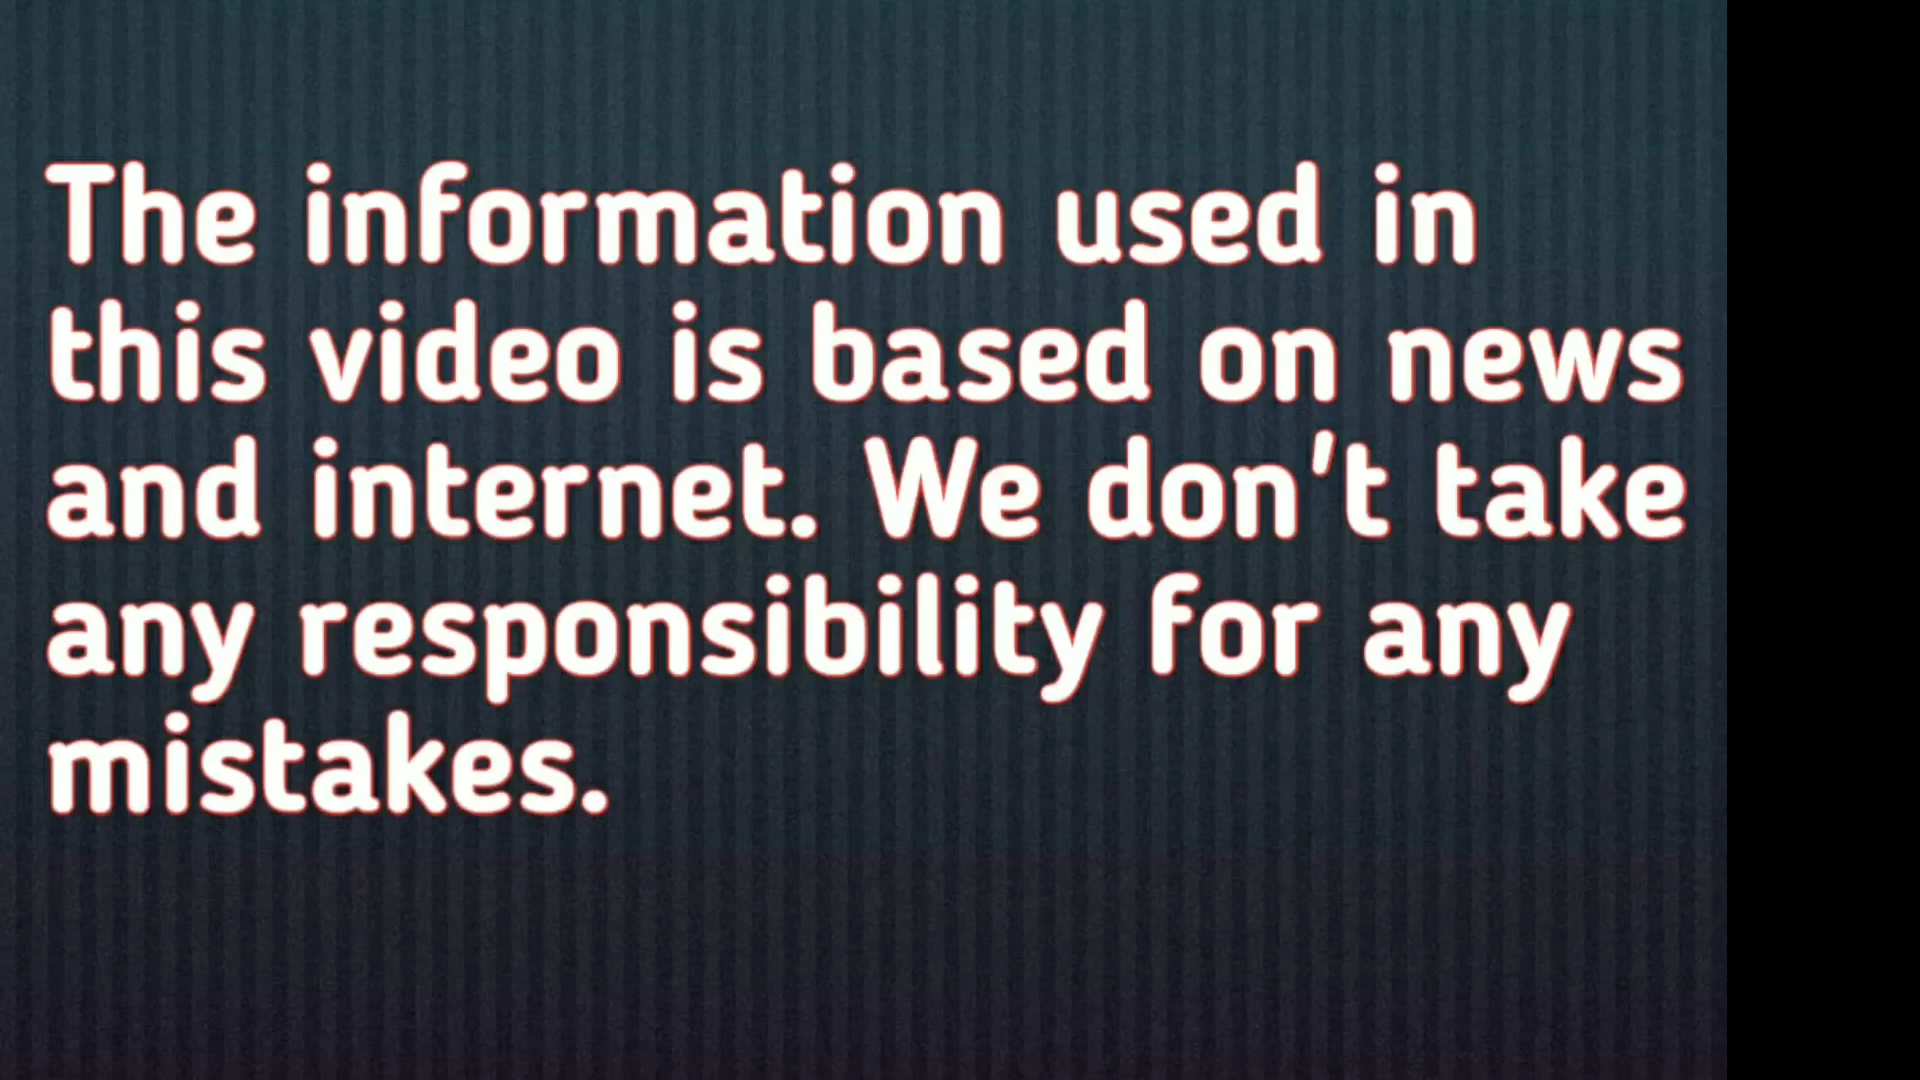 The information used in
this video is based on news
and internet. We don't take
any responsibility for any
mistakes.